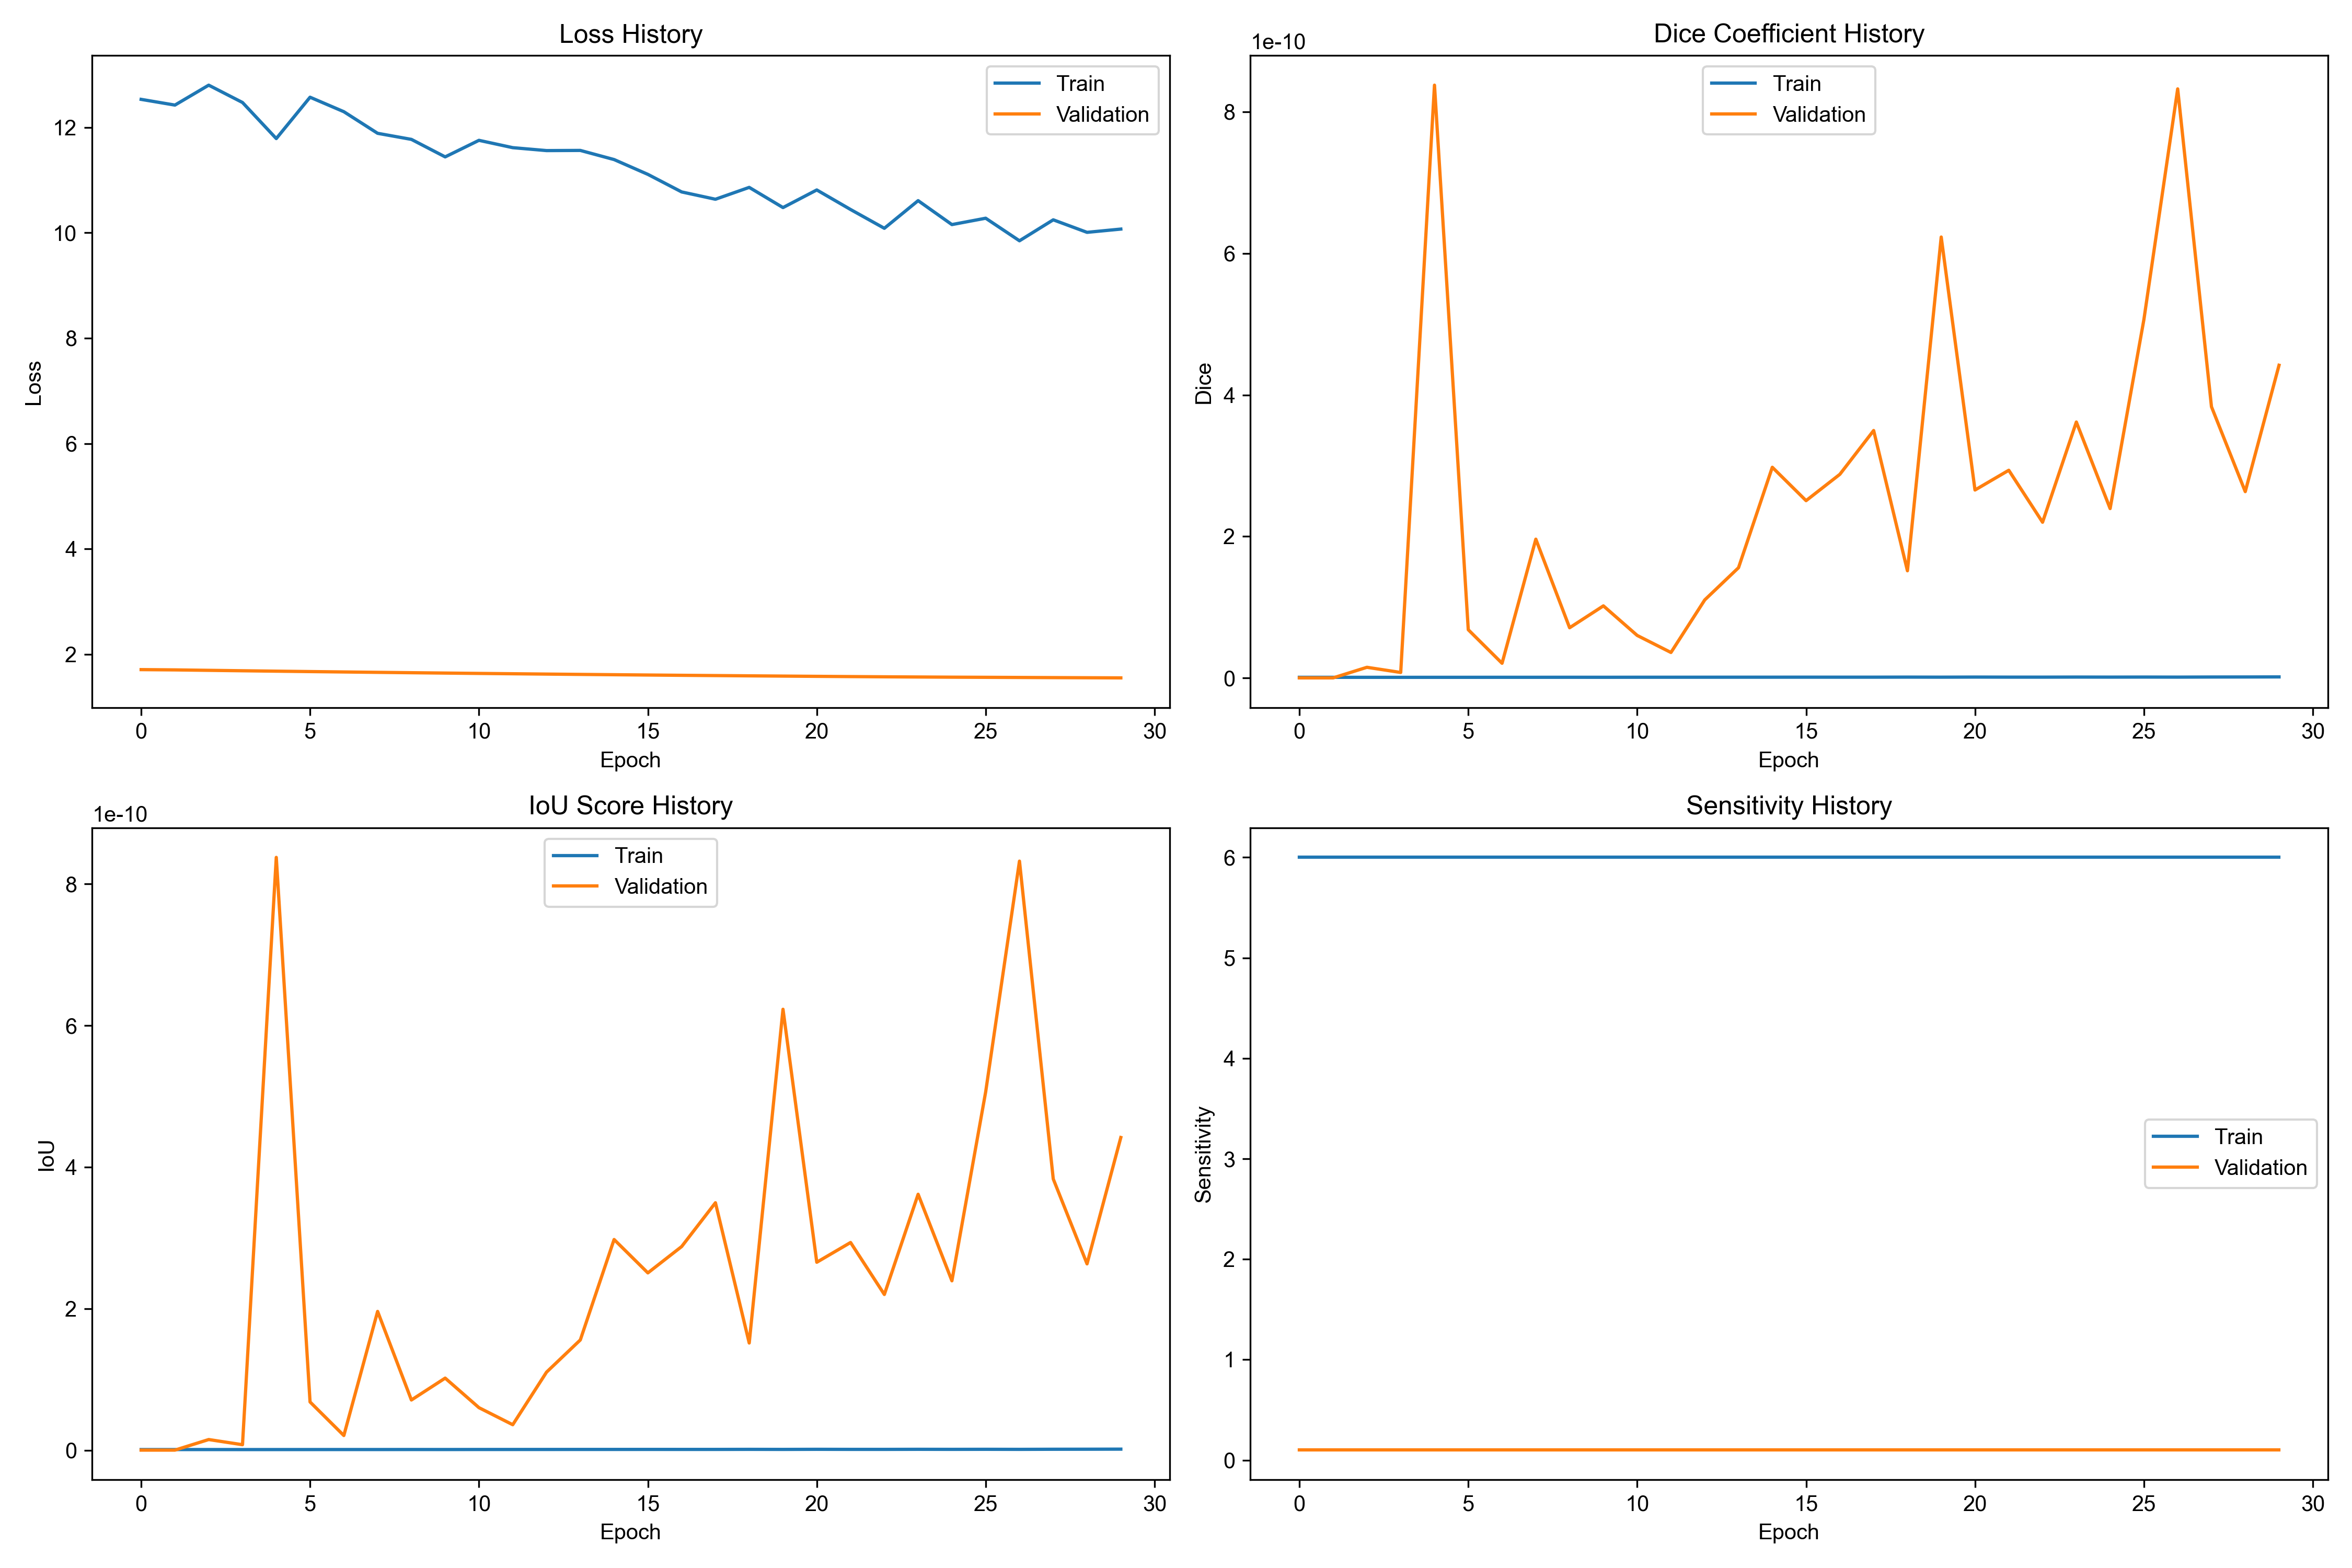 Loss History
Train
Validation
12
10
8
6
4
2
Loss
0 5 10 15 20 25 30
Epoch
Dice Coefficient History
1e-10
Train
Validation
8
6
4
2
0
Dice
0 5 10 15 20 25 30
Epoch
IoU Score History
1e-10
Train
Validation
8
6
4
2
0
IoU
0 5 10 15 20 25 30
Epoch
Sensitivity History
6
5
4
3
2
1
0
Sensitivity
Train
Validation
0 5 10 15 20 25 30
Epoch